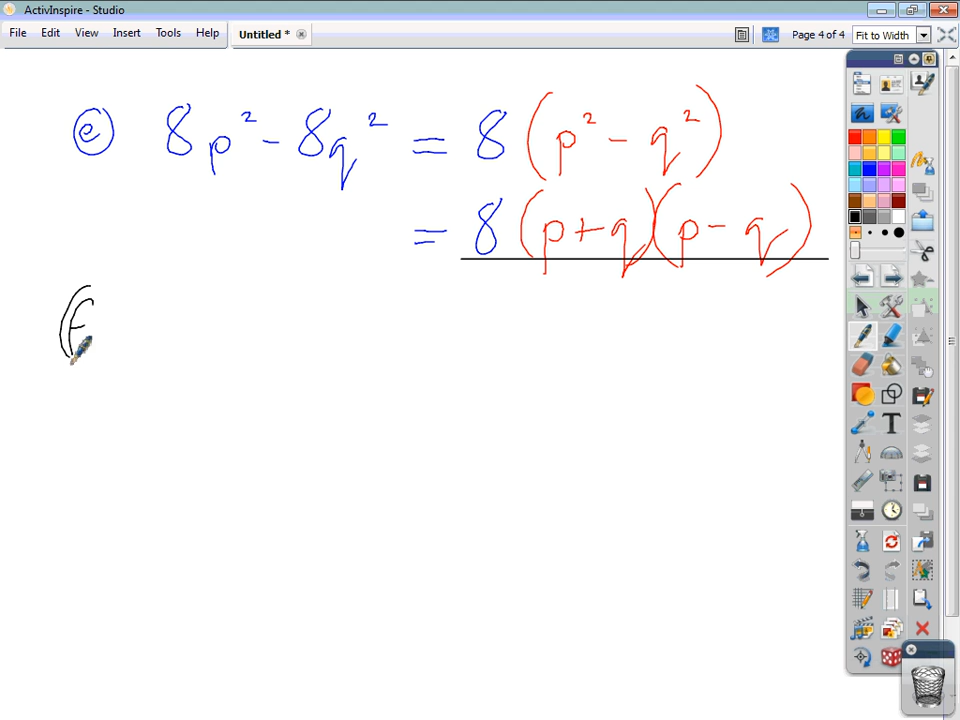 ActivInspire - Studio
File Edit View Insert Tools Help Untitled * Page 4 of 4 Fit to Width
ⓔ 8p² - 8q² = 8(p² - q²)
= 8(p+q)(p-q)
(f